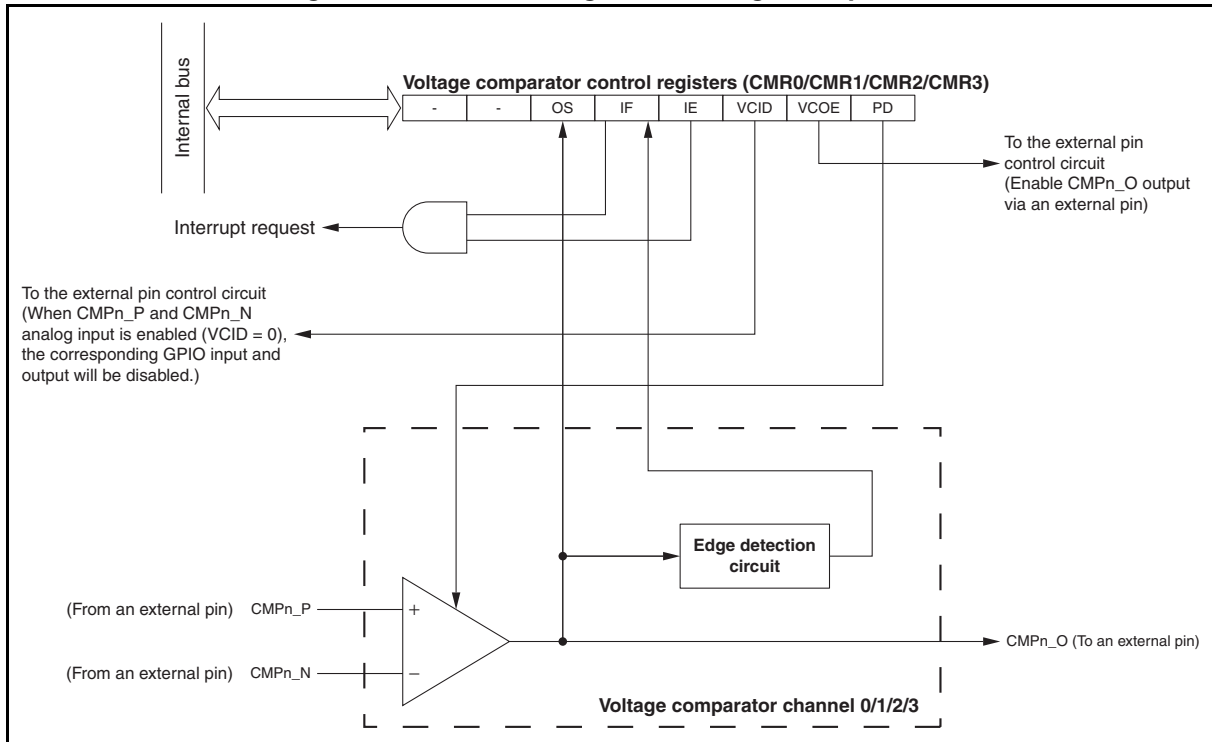 Internal bus
Voltage comparator control registers (CMR0/CMR1/CMR2/CMR3)
- - OS IF IE VCID VCOE PD
To the external pin
control circuit
(Enable CMPn_O output
via an external pin)
Interrupt request
To the external pin control circuit
(When CMPn_P and CMPn_N
analog input is enabled (VCID = 0),
the corresponding GPIO input and
output will be disabled.)
Edge detection
circuit
(From an external pin) CMPn_P +
CMPn_O (To an external pin)
(From an external pin) CMPn_N −
Voltage comparator channel 0/1/2/3